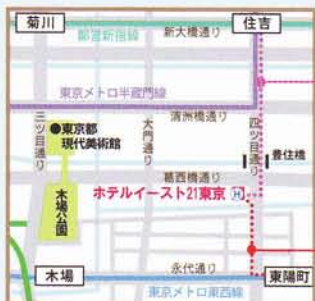 菊川
住吉
都営新宿線
新大橋通り
東京メトロ半蔵門線
清洲橋通り
三ツ目通り
●東京都
現代美術館
大門通り
四ツ目通り
豊住橋
葛西橋通り
木場公園
ホテルイースト21東京 H
木場
永代通り
東陽町
東京メトロ東西線